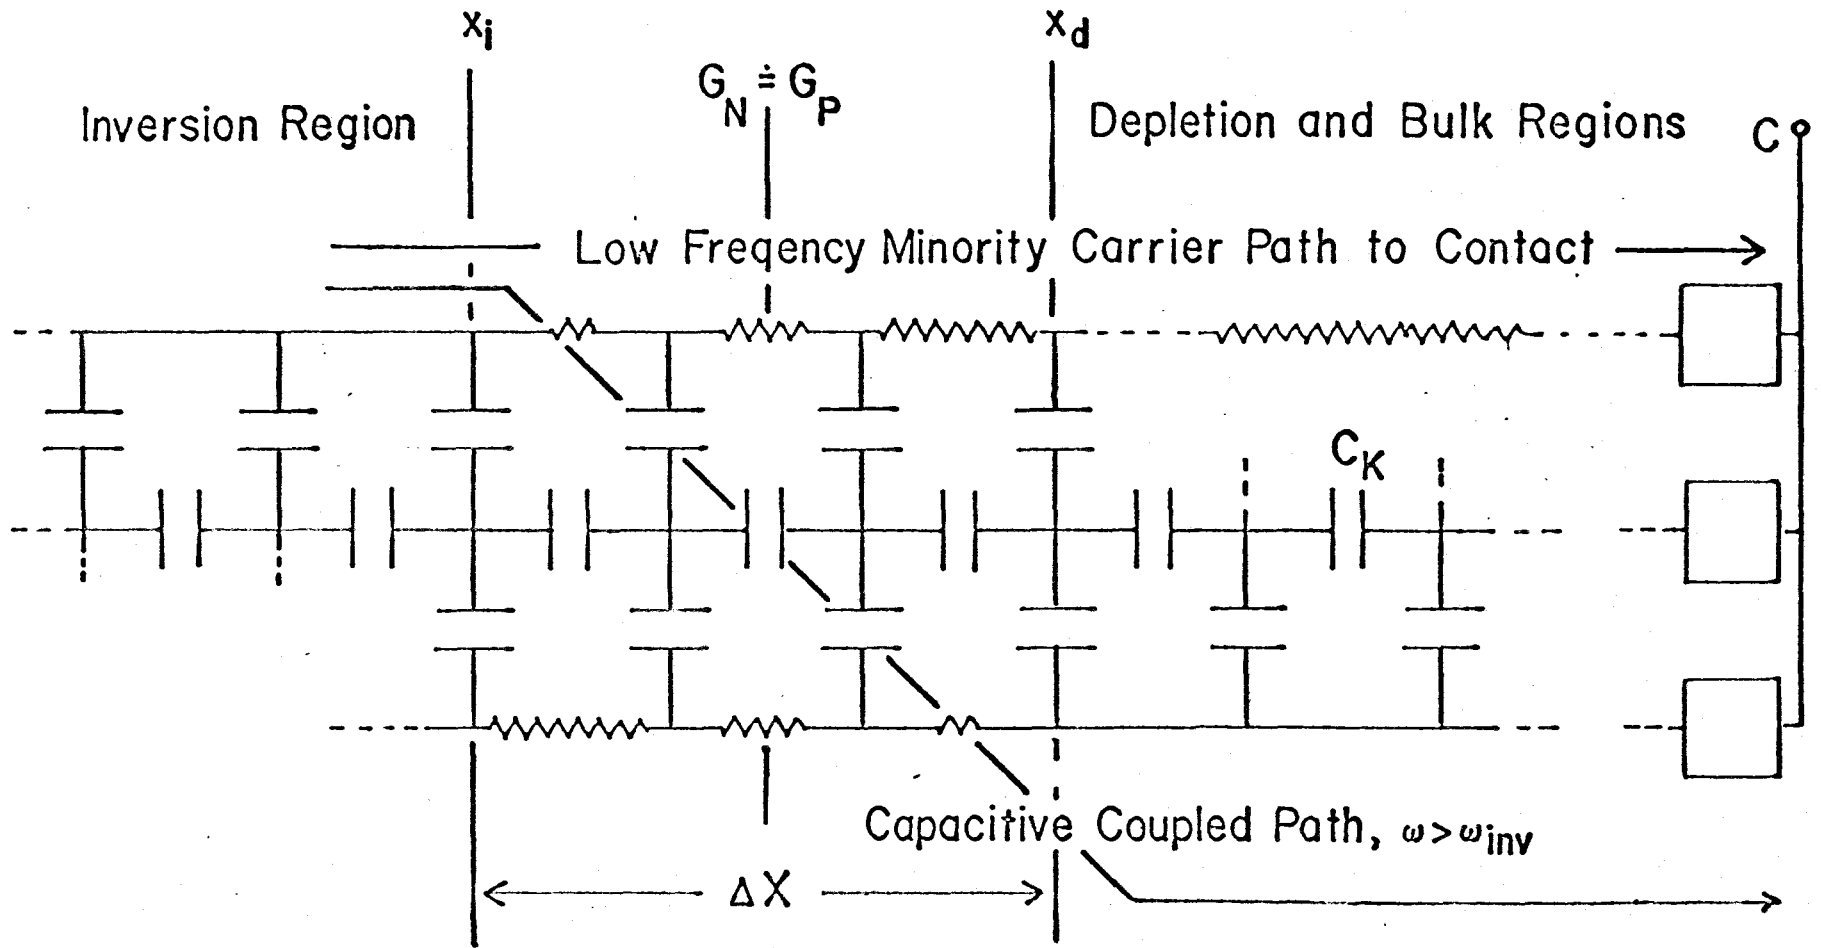 xi
xd
GN ≐ GP
Inversion Region
Depletion and Bulk Regions
C
Low Freqency Minority Carrier Path to Contact
CK
Capacitive Coupled Path, ω>ωinv
ΔX